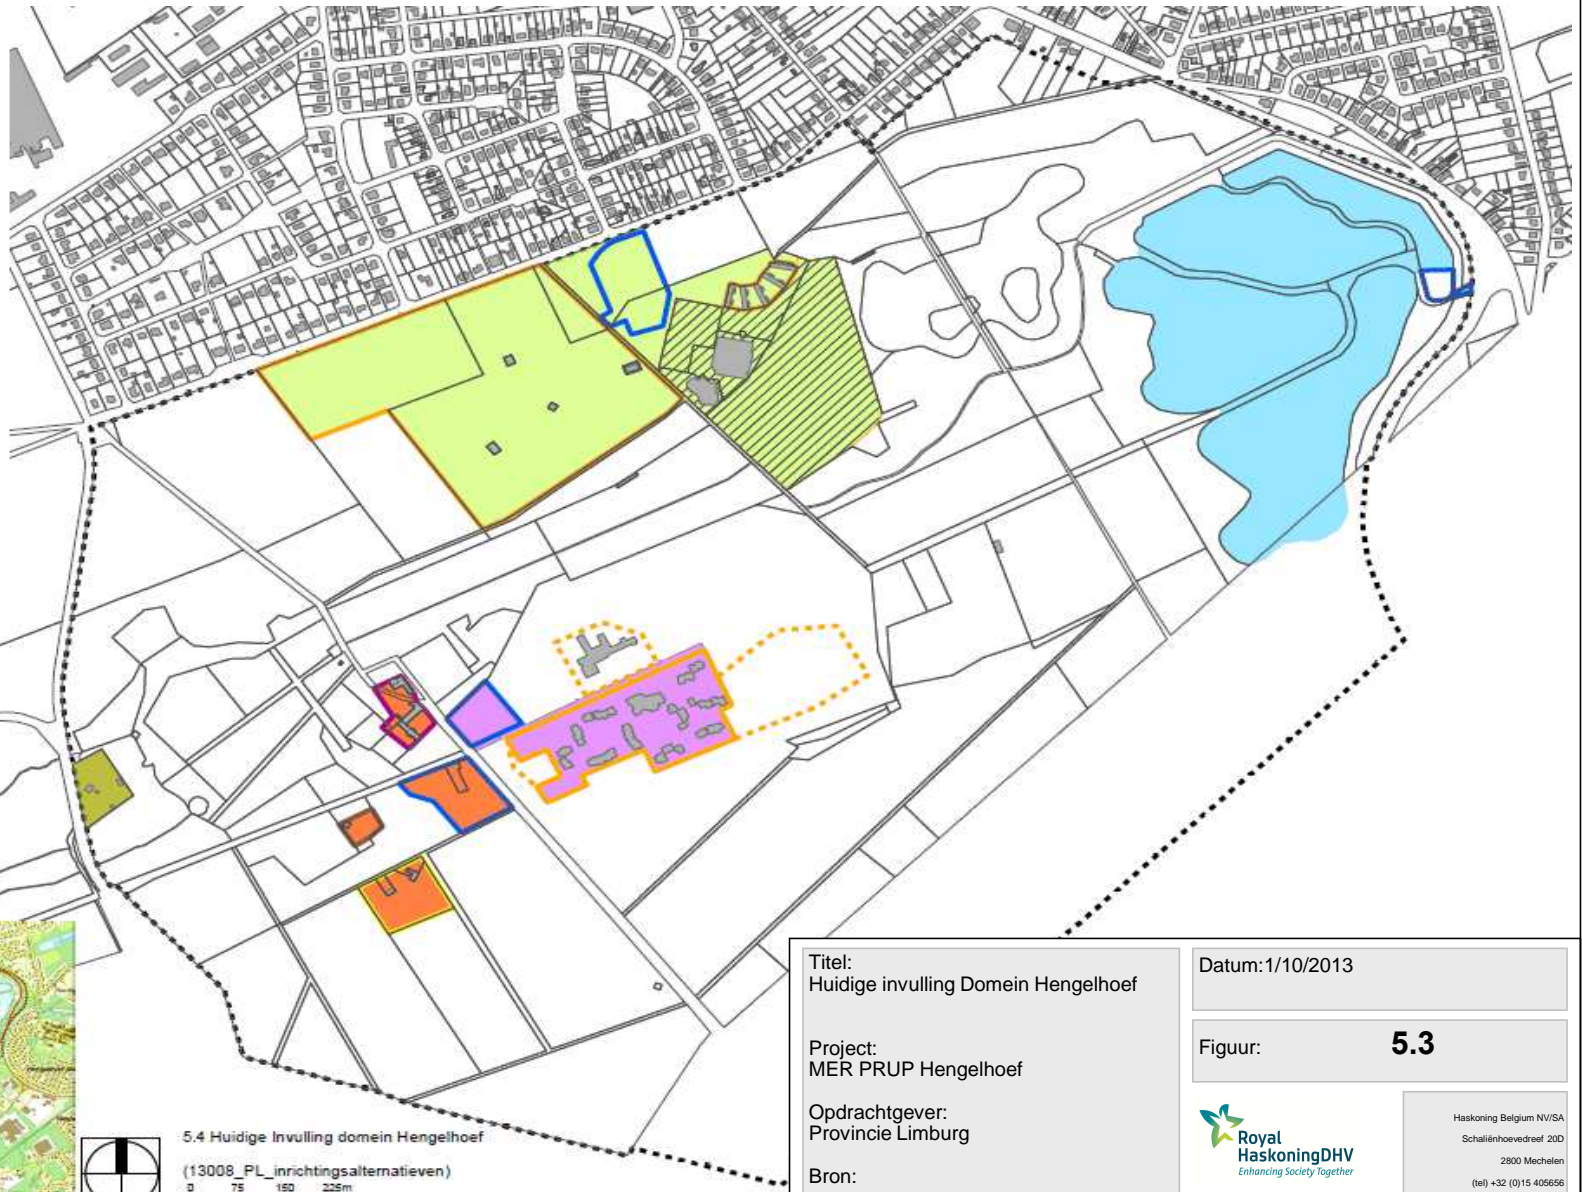 Titel:
Huidige invulling Domein Hengelhoef
Project:
MER PRUP Hengelhoef
Opdrachtgever:
Provincie Limburg
Bron:
Datum:1/10/2013
Figuur: 5.3
Royal
HaskoningDHV
Enhancing Society Together
Haskoning Belgium NV/SA
Schaliënhoevedreef 20D
2800 Mechelen
(tel) +32 (0)15 405656
5.4 Huidige Invulling domein Hengelhoef
(13008_PL_inrichtingsalternatieven)
0 75 150 225m